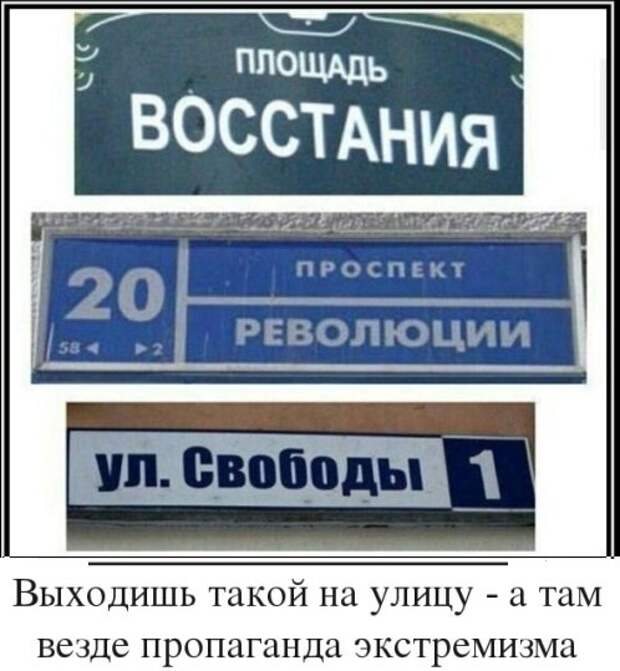 ПЛОЩАДЬ
ВОССТАНИЯ
20
ПРОСПЕКТ
58 ◄ ► 2
РЕВОЛЮЦИИ
ул. Свободы 1
Выходишь такой на улицу - а там
везде пропаганда экстремизма